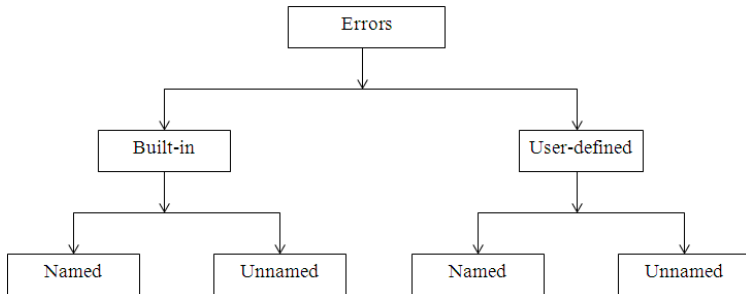 Errors
Built-in
User-defined
Named
Unnamed
Named
Unnamed